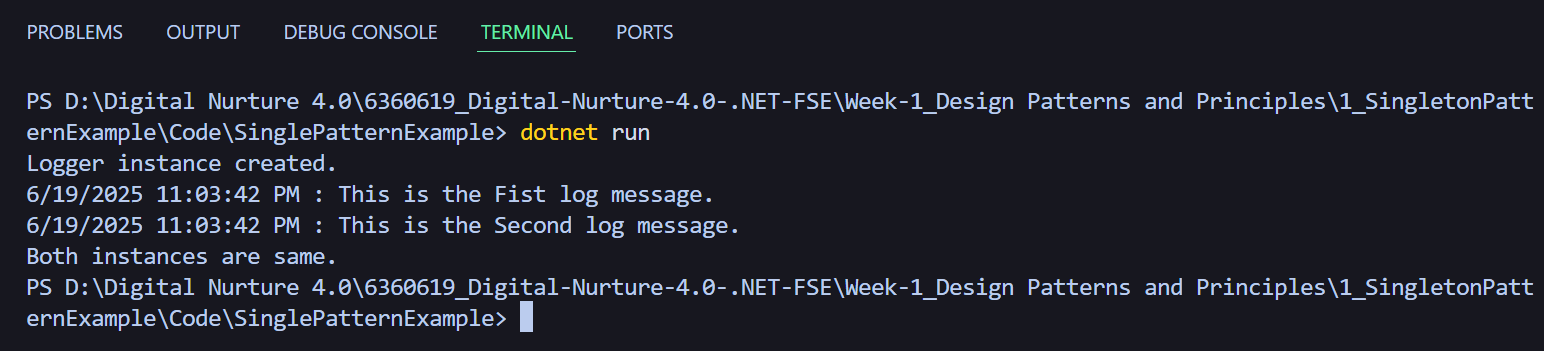 PROBLEMS OUTPUT DEBUG CONSOLE TERMINAL PORTS
PS D:\Digital Nurture 4.0\6360619_Digital-Nurture-4.0-.NET-FSE\Week-1_Design Patterns and Principles\1_SingletonPatt
ernExample\Code\SinglePatternExample> dotnet run
Logger instance created.
6/19/2025 11:03:42 PM : This is the Fist log message.
6/19/2025 11:03:42 PM : This is the Second log message.
Both instances are same.
PS D:\Digital Nurture 4.0\6360619_Digital-Nurture-4.0-.NET-FSE\Week-1_Design Patterns and Principles\1_SingletonPatt
ernExample\Code\SinglePatternExample>